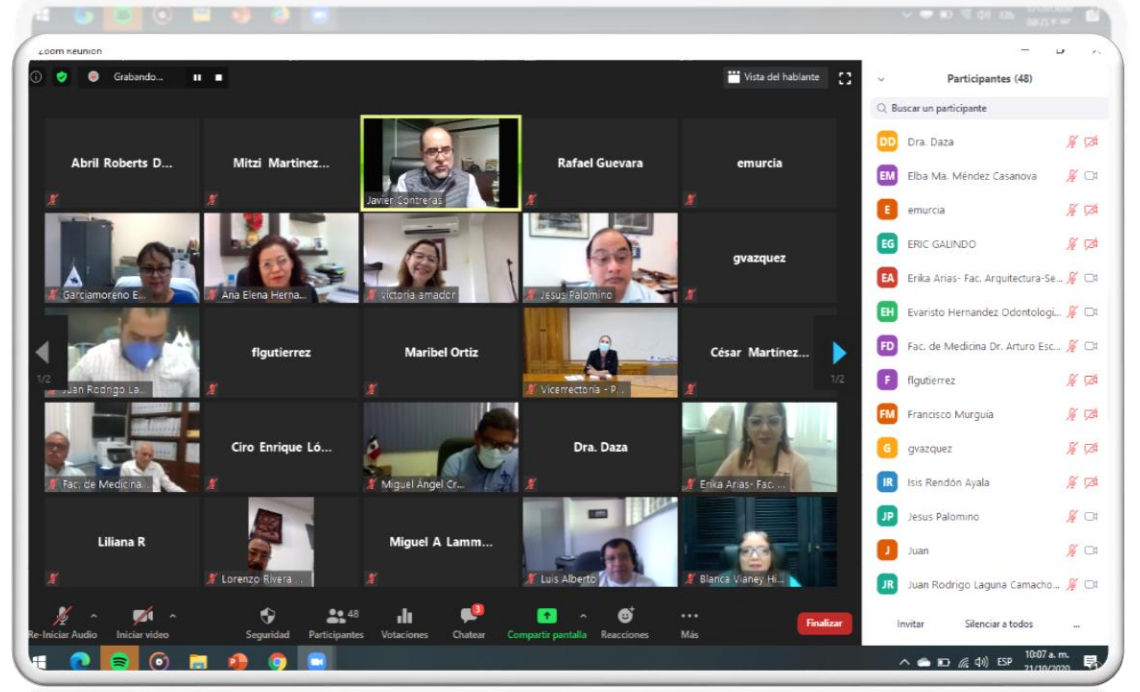 Zoom Reunión
Grabando...
Vista del hablante
Abril Roberts D...
Mitzi Martinez...
Javier Contreras
Rafael Guevara
emurcia
Garciamoreno E...
Ana Elena Herna...
victoria amador
Jesus Palomino
gvazquez
Juan Rodrigo La...
flgutierrez
Maribel Ortiz
Vicerrectoría - P...
César Martínez...
1/2
1/2
Fac. de Medicina...
Ciro Enrique Ló...
Miguel Ángel Cr...
Dra. Daza
Erika Arias- Fac. ...
Liliana R
Lorenzo Rivera ...
Miguel A Lamm...
Luis Alberto
Blanca Vianey Hi...
Re-Iniciar Audio
Iniciar video
Seguridad
48
Participantes
Votaciones
3
Chatear
Compartir pantalla
Reacciones
Más
Finalizar
Participantes (48)
Buscar un participante
DD Dra. Daza
EM Elba Ma. Méndez Casanova
E emurcia
EG ERIC GALINDO
EA Erika Arias- Fac. Arquitectura-Se...
EH Evaristo Hernandez Odontologi...
FD Fac. de Medicina Dr. Arturo Esc...
F flgutierrez
FM Francisco Murguía
G gvazquez
IR Isis Rendón Ayala
JP Jesus Palomino
J Juan
JR Juan Rodrigo Laguna Camacho...
Invitar Silenciar a todos ...
ESP
10:07 a. m.
21/10/2020